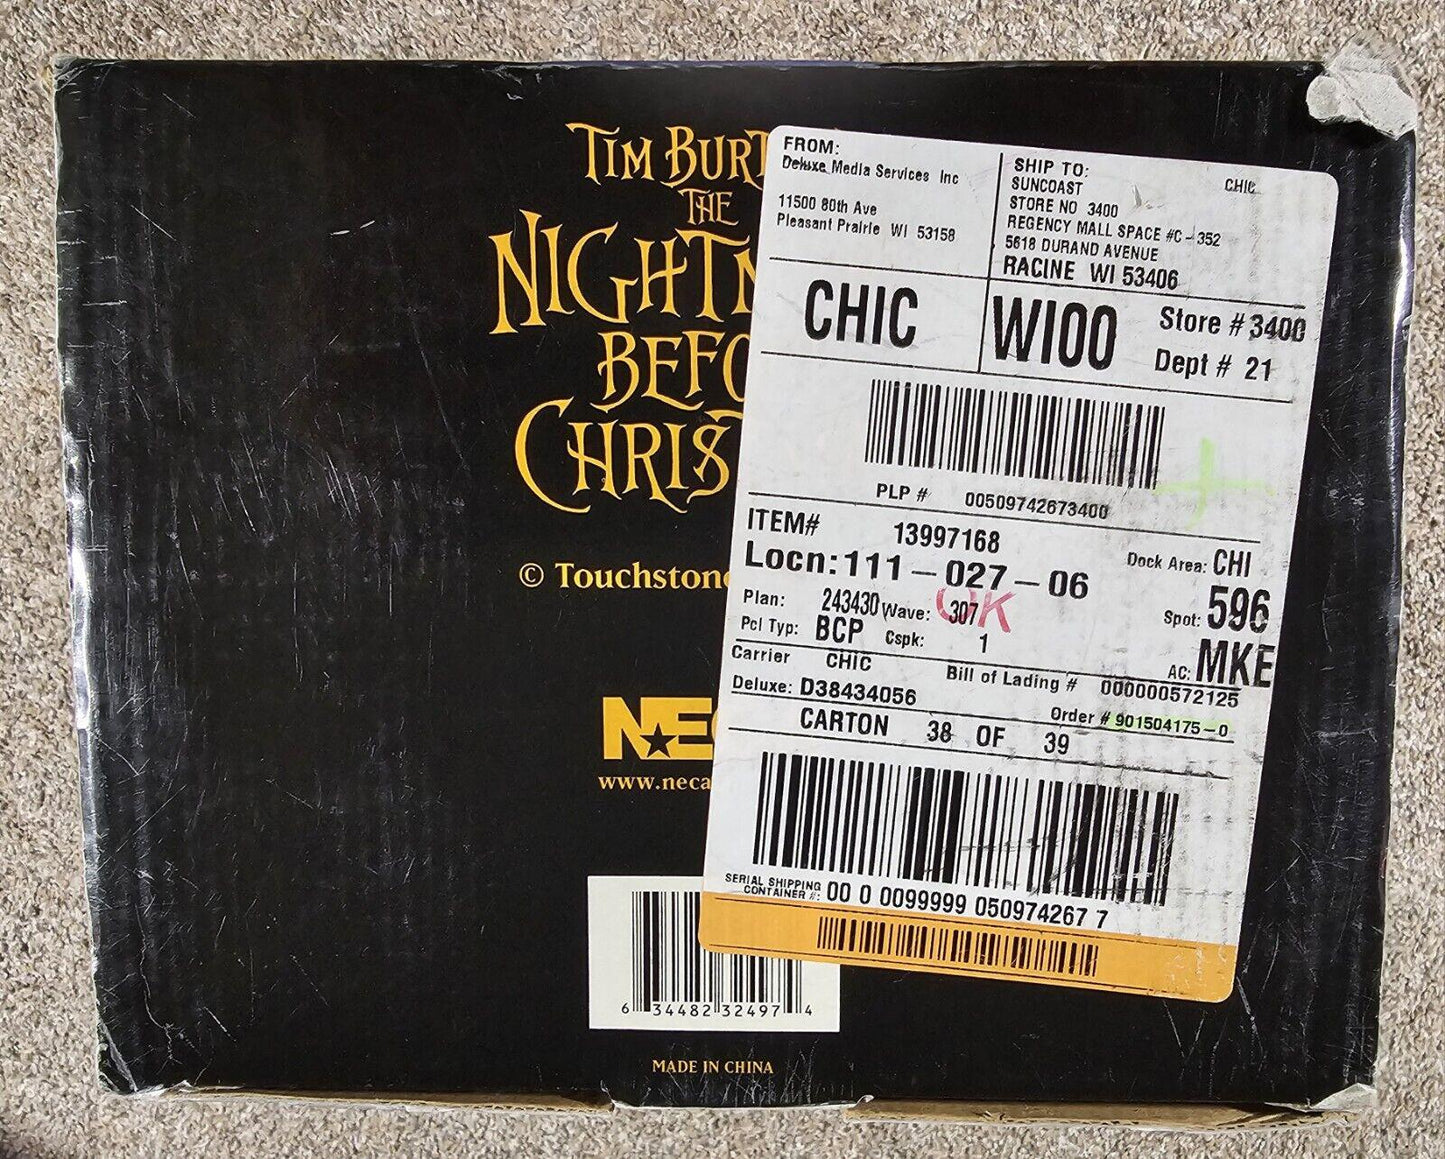 TIM BURT
THE
NIGHTM
BEFO
CHRIST
© Touchstone
NEC
www.neca
6 34482 32497 4
MADE IN CHINA
FROM:
Deluxe Media Services Inc
11500 80th Ave
Pleasant Prairie WI 53158
SHIP TO:
SUNCOAST CHIC
STORE NO 3400
REGENCY MALL SPACE #C-352
5618 DURAND AVENUE
RACINE WI 53406
CHIC
WI00
Store # 3400
Dept # 21
PLP # 00509742673400
ITEM# 13997168
Dock Area: CHI
Locn: 111-027-06
OK
Plan: 243430 Wave: 307
Spot: 596
Pcl Typ: BCP Cspk: 1
AC: MKE
Carrier CHIC
Bill of Lading # 000000572125
Deluxe: D38434056
Order # 901504175-0
CARTON 38 OF 39
SERIAL SHIPPING
CONTAINER #: 00 0 0099999 050974267 7